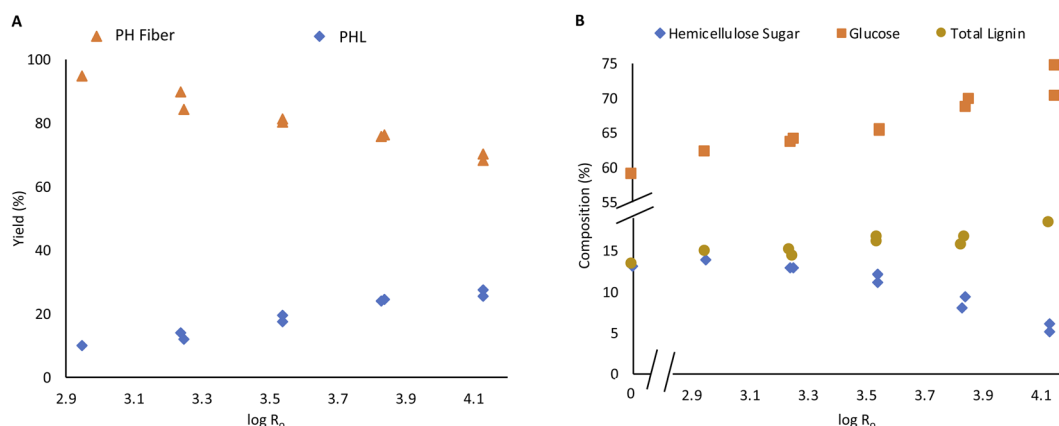 A
PH Fiber
PHL
100
80
60
40
20
0
Yield (%)
2.9 3.1 3.3 3.5 3.7 3.9 4.1
log R₀
B
Hemicellulose Sugar Glucose Total Lignin
75
70
65
60
55
15
10
5
0
Composition (%)
0 2.9 3.1 3.3 3.5 3.7 3.9 4.1
log R₀